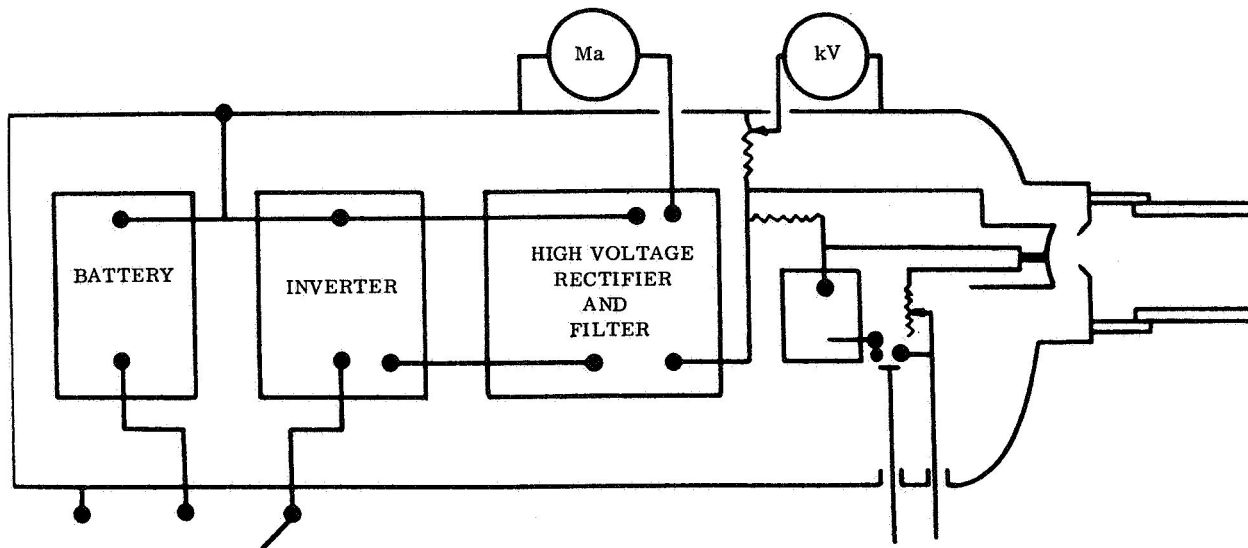 Ma
kV
BATTERY
INVERTER
HIGH VOLTAGE
RECTIFIER
AND
FILTER